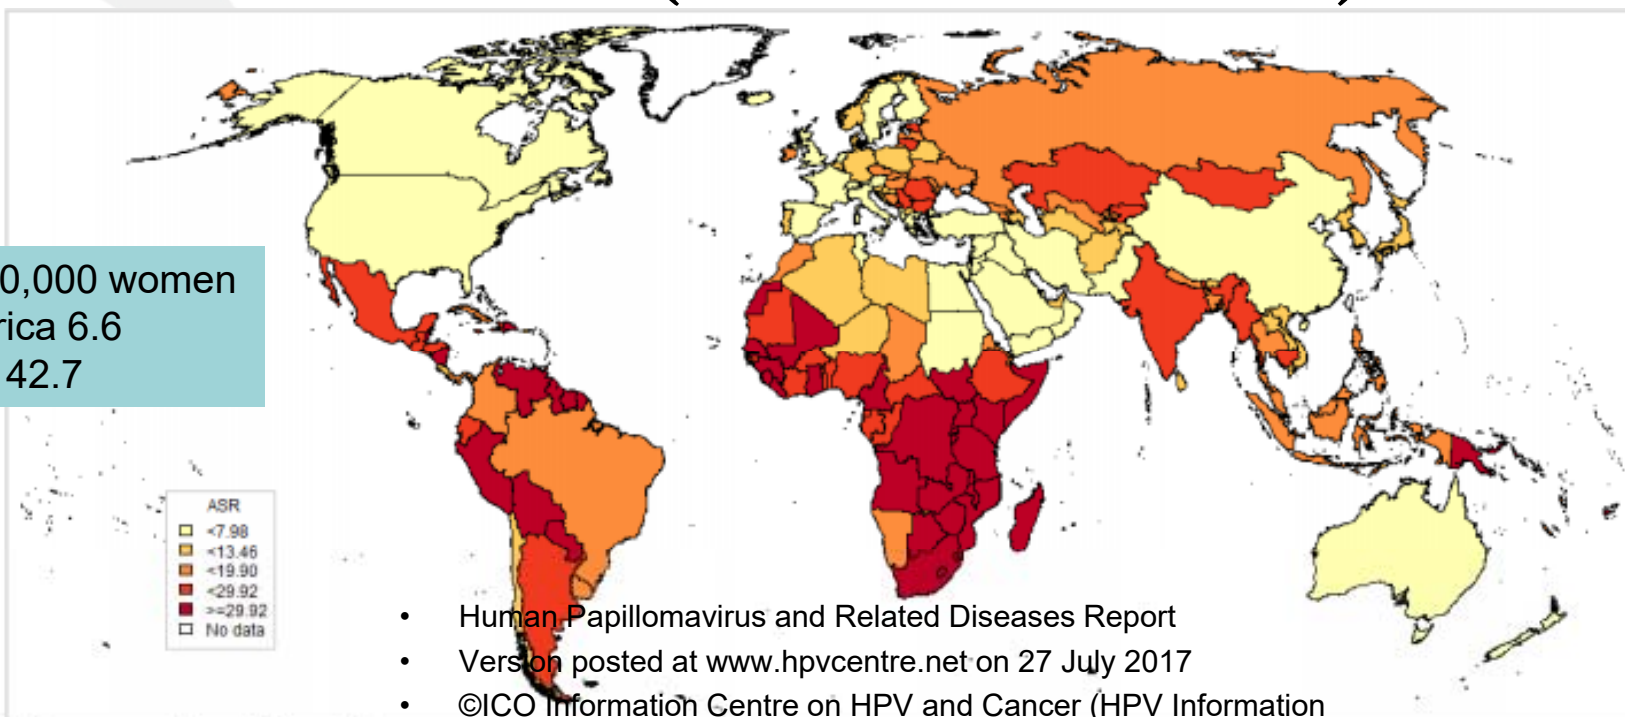 0,000 women
rica 6.6
42.7
ASR
<7.98
<13.46
<19.90
<29.92
>=29.92
No data
• Human Papillomavirus and Related Diseases Report
• Version posted at www.hpvcentre.net on 27 July 2017
• ©ICO Information Centre on HPV and Cancer (HPV Information